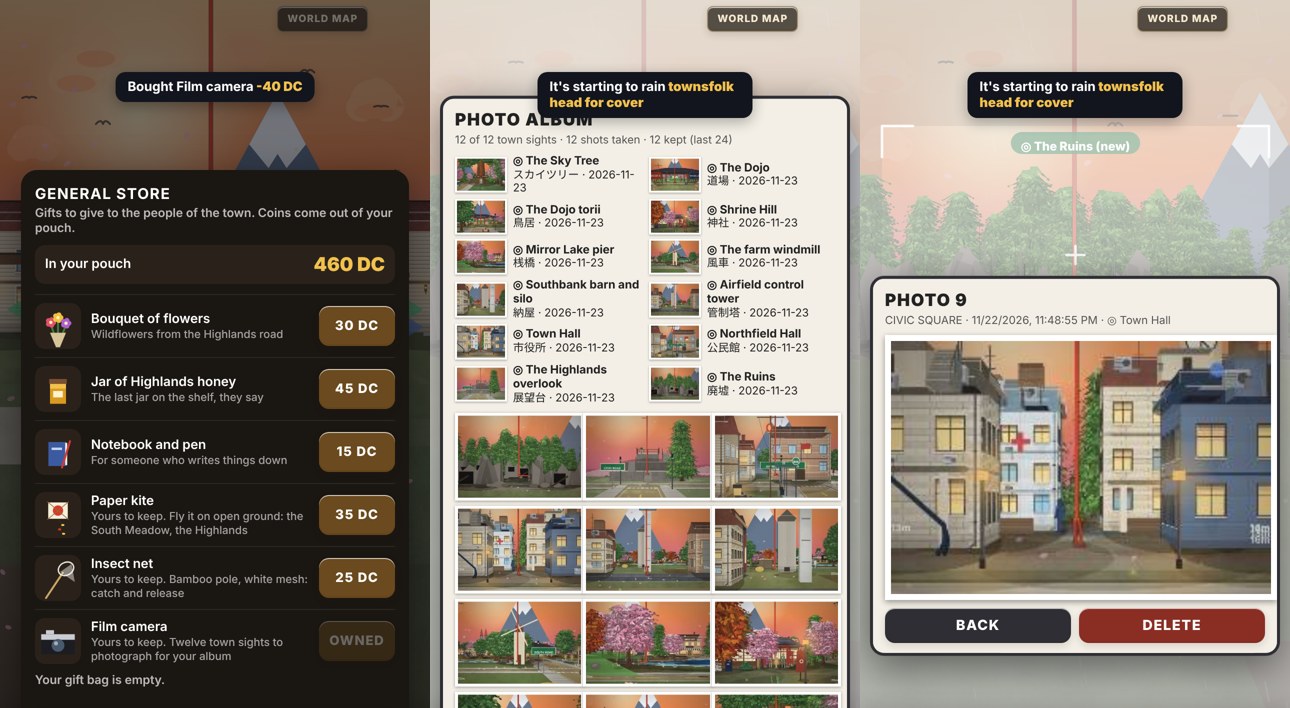 WORLD MAP
Bought Film camera -40 DC
GENERAL STORE
Gifts to give to the people of the town. Coins come out of your
pouch.
In your pouch
460 DC
Bouquet of flowers
Wildflowers from the Highlands road
30 DC
Jar of Highlands honey
The last jar on the shelf, they say
45 DC
Notebook and pen
For someone who writes things down
15 DC
Paper kite
Yours to keep. Fly it on open ground: the
South Meadow, the Highlands
35 DC
Insect net
Yours to keep. Bamboo pole, white mesh:
catch and release
25 DC
Film camera
Yours to keep. Twelve town sights to
photograph for your album
OWNED
Your gift bag is empty.
WORLD MAP
It's starting to rain townsfolk
head for cover
PHOTO ALBUM
12 of 12 town sights · 12 shots taken · 12 kept (last 24)
◎ The Sky Tree
スカイツリー · 2026-11-
23
◎ The Dojo
道場 · 2026-11-23
◎ The Dojo torii
鳥居 · 2026-11-23
◎ Shrine Hill
神社 · 2026-11-23
◎ Mirror Lake pier
桟橋 · 2026-11-23
◎ The farm windmill
風車 · 2026-11-23
◎ Southbank barn and
silo
納屋 · 2026-11-23
◎ Airfield control
tower
管制塔 · 2026-11-23
◎ Town Hall
市役所 · 2026-11-23
◎ Northfield Hall
公民館 · 2026-11-23
◎ The Highlands
overlook
展望台 · 2026-11-23
◎ The Ruins
廃墟 · 2026-11-23
WORLD MAP
It's starting to rain townsfolk
head for cover
◎ The Ruins (new)
PHOTO 9
CIVIC SQUARE · 11/22/2026, 11:48:55 PM · ◎ Town Hall
BACK
DELETE